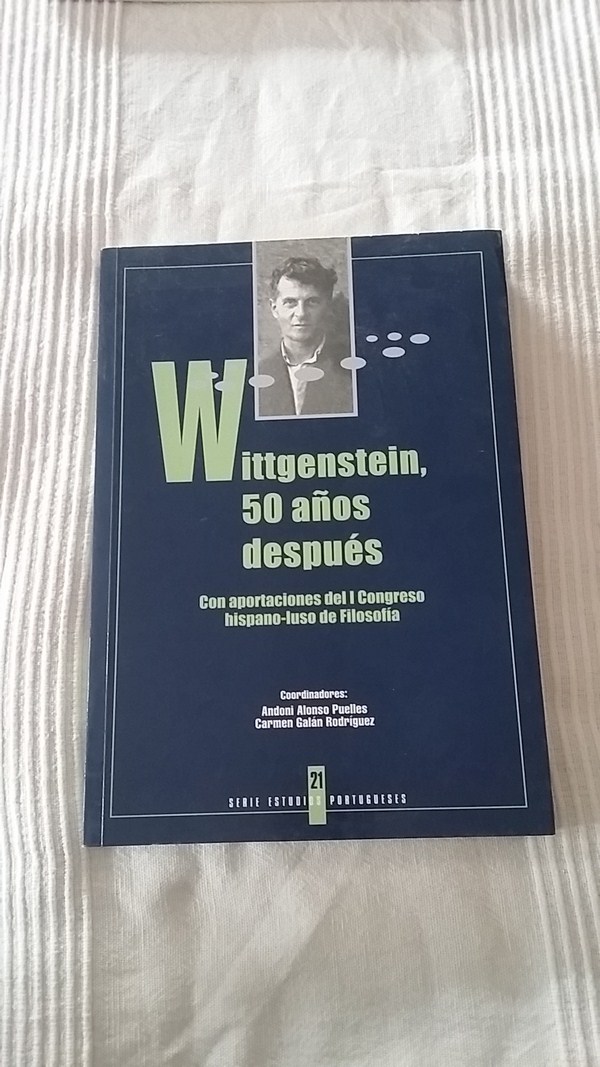 Wittgenstein,
50 años
después
Con aportaciones del I Congreso
hispano-luso de Filosofía
Coordinadores:
Andoni Alonso Puelles
Carmen Galán Rodríguez
21
SERIE ESTUDIOS PORTUGUESES